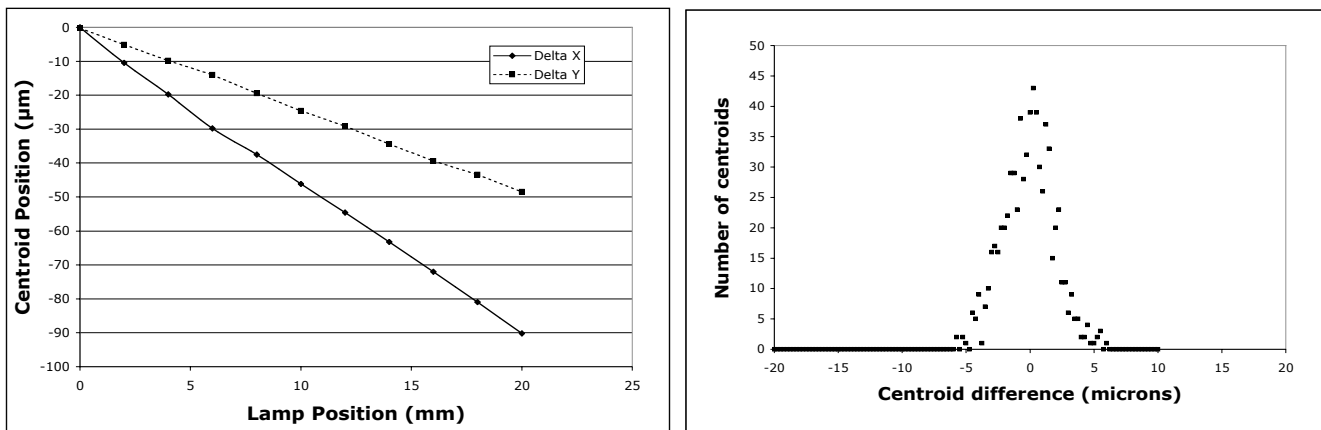 0
-10
-20
-30
-40
-50
-60
-70
-80
-90
-100
Centroid Position (µm)
Delta X
Delta Y
0 5 10 15 20 25
Lamp Position (mm)
50
45
40
35
30
25
20
15
10
5
0
Number of centroids
-20 -15 -10 -5 0 5 10 15 20
Centroid difference (microns)